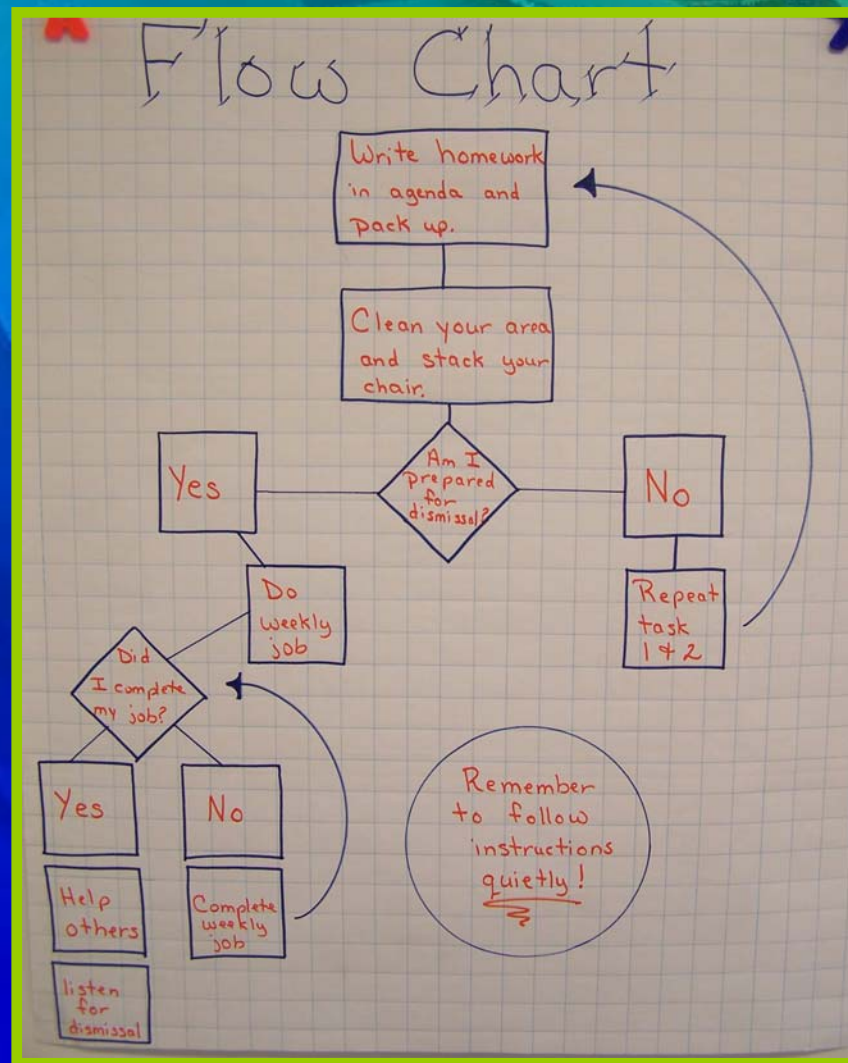 Flow Chart
Write homework
in agenda and
pack up.
Clean your area
and stack your
chair.
Am I
prepared
for
dismissal?
Yes
No
Do
weekly
job
Repeat
task
1 & 2
Did
I complete
my job?
Yes
No
Help
others
Complete
weekly
job
listen
for
dismissal
Remember
to follow
instructions
quietly!